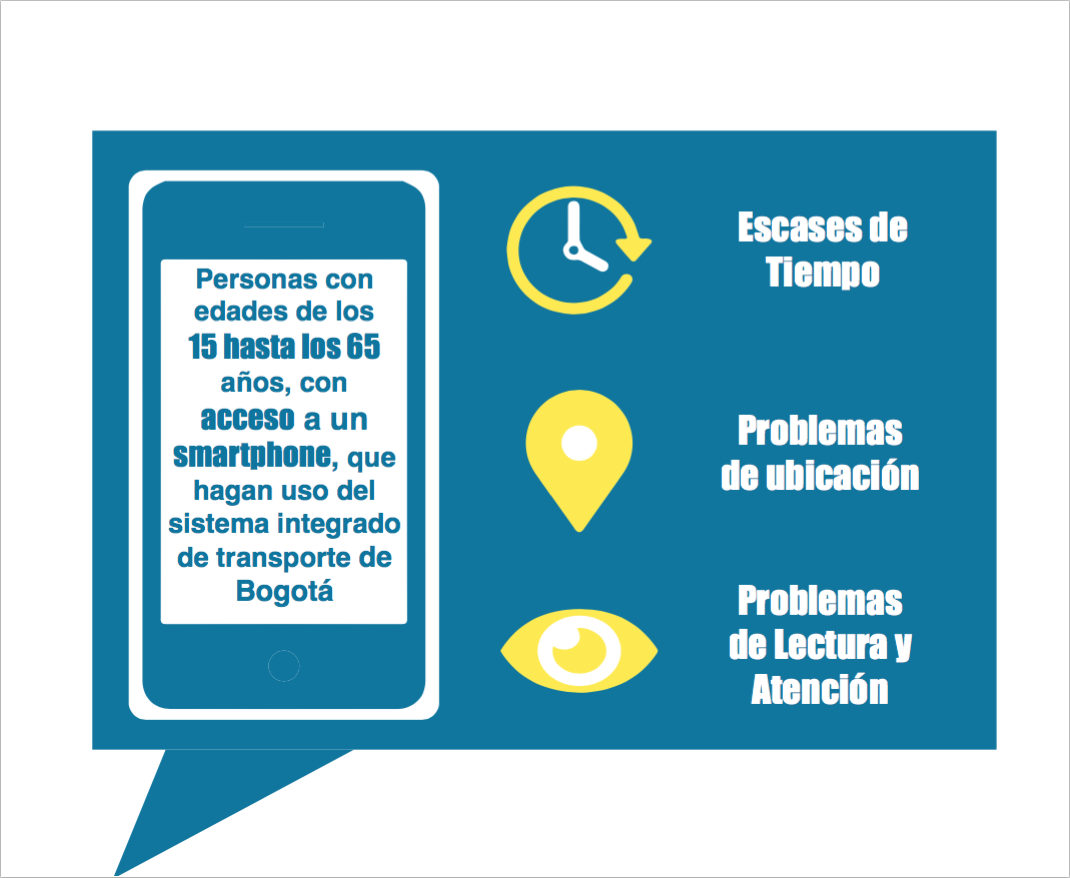 Personas con
edades de los
15 hasta los 65
años, con
acceso a un
smartphone, que
hagan uso del
sistema integrado
de transporte de
Bogotá
Escases de
Tiempo
Problemas
de ubicación
Problemas
de Lectura y
Atención